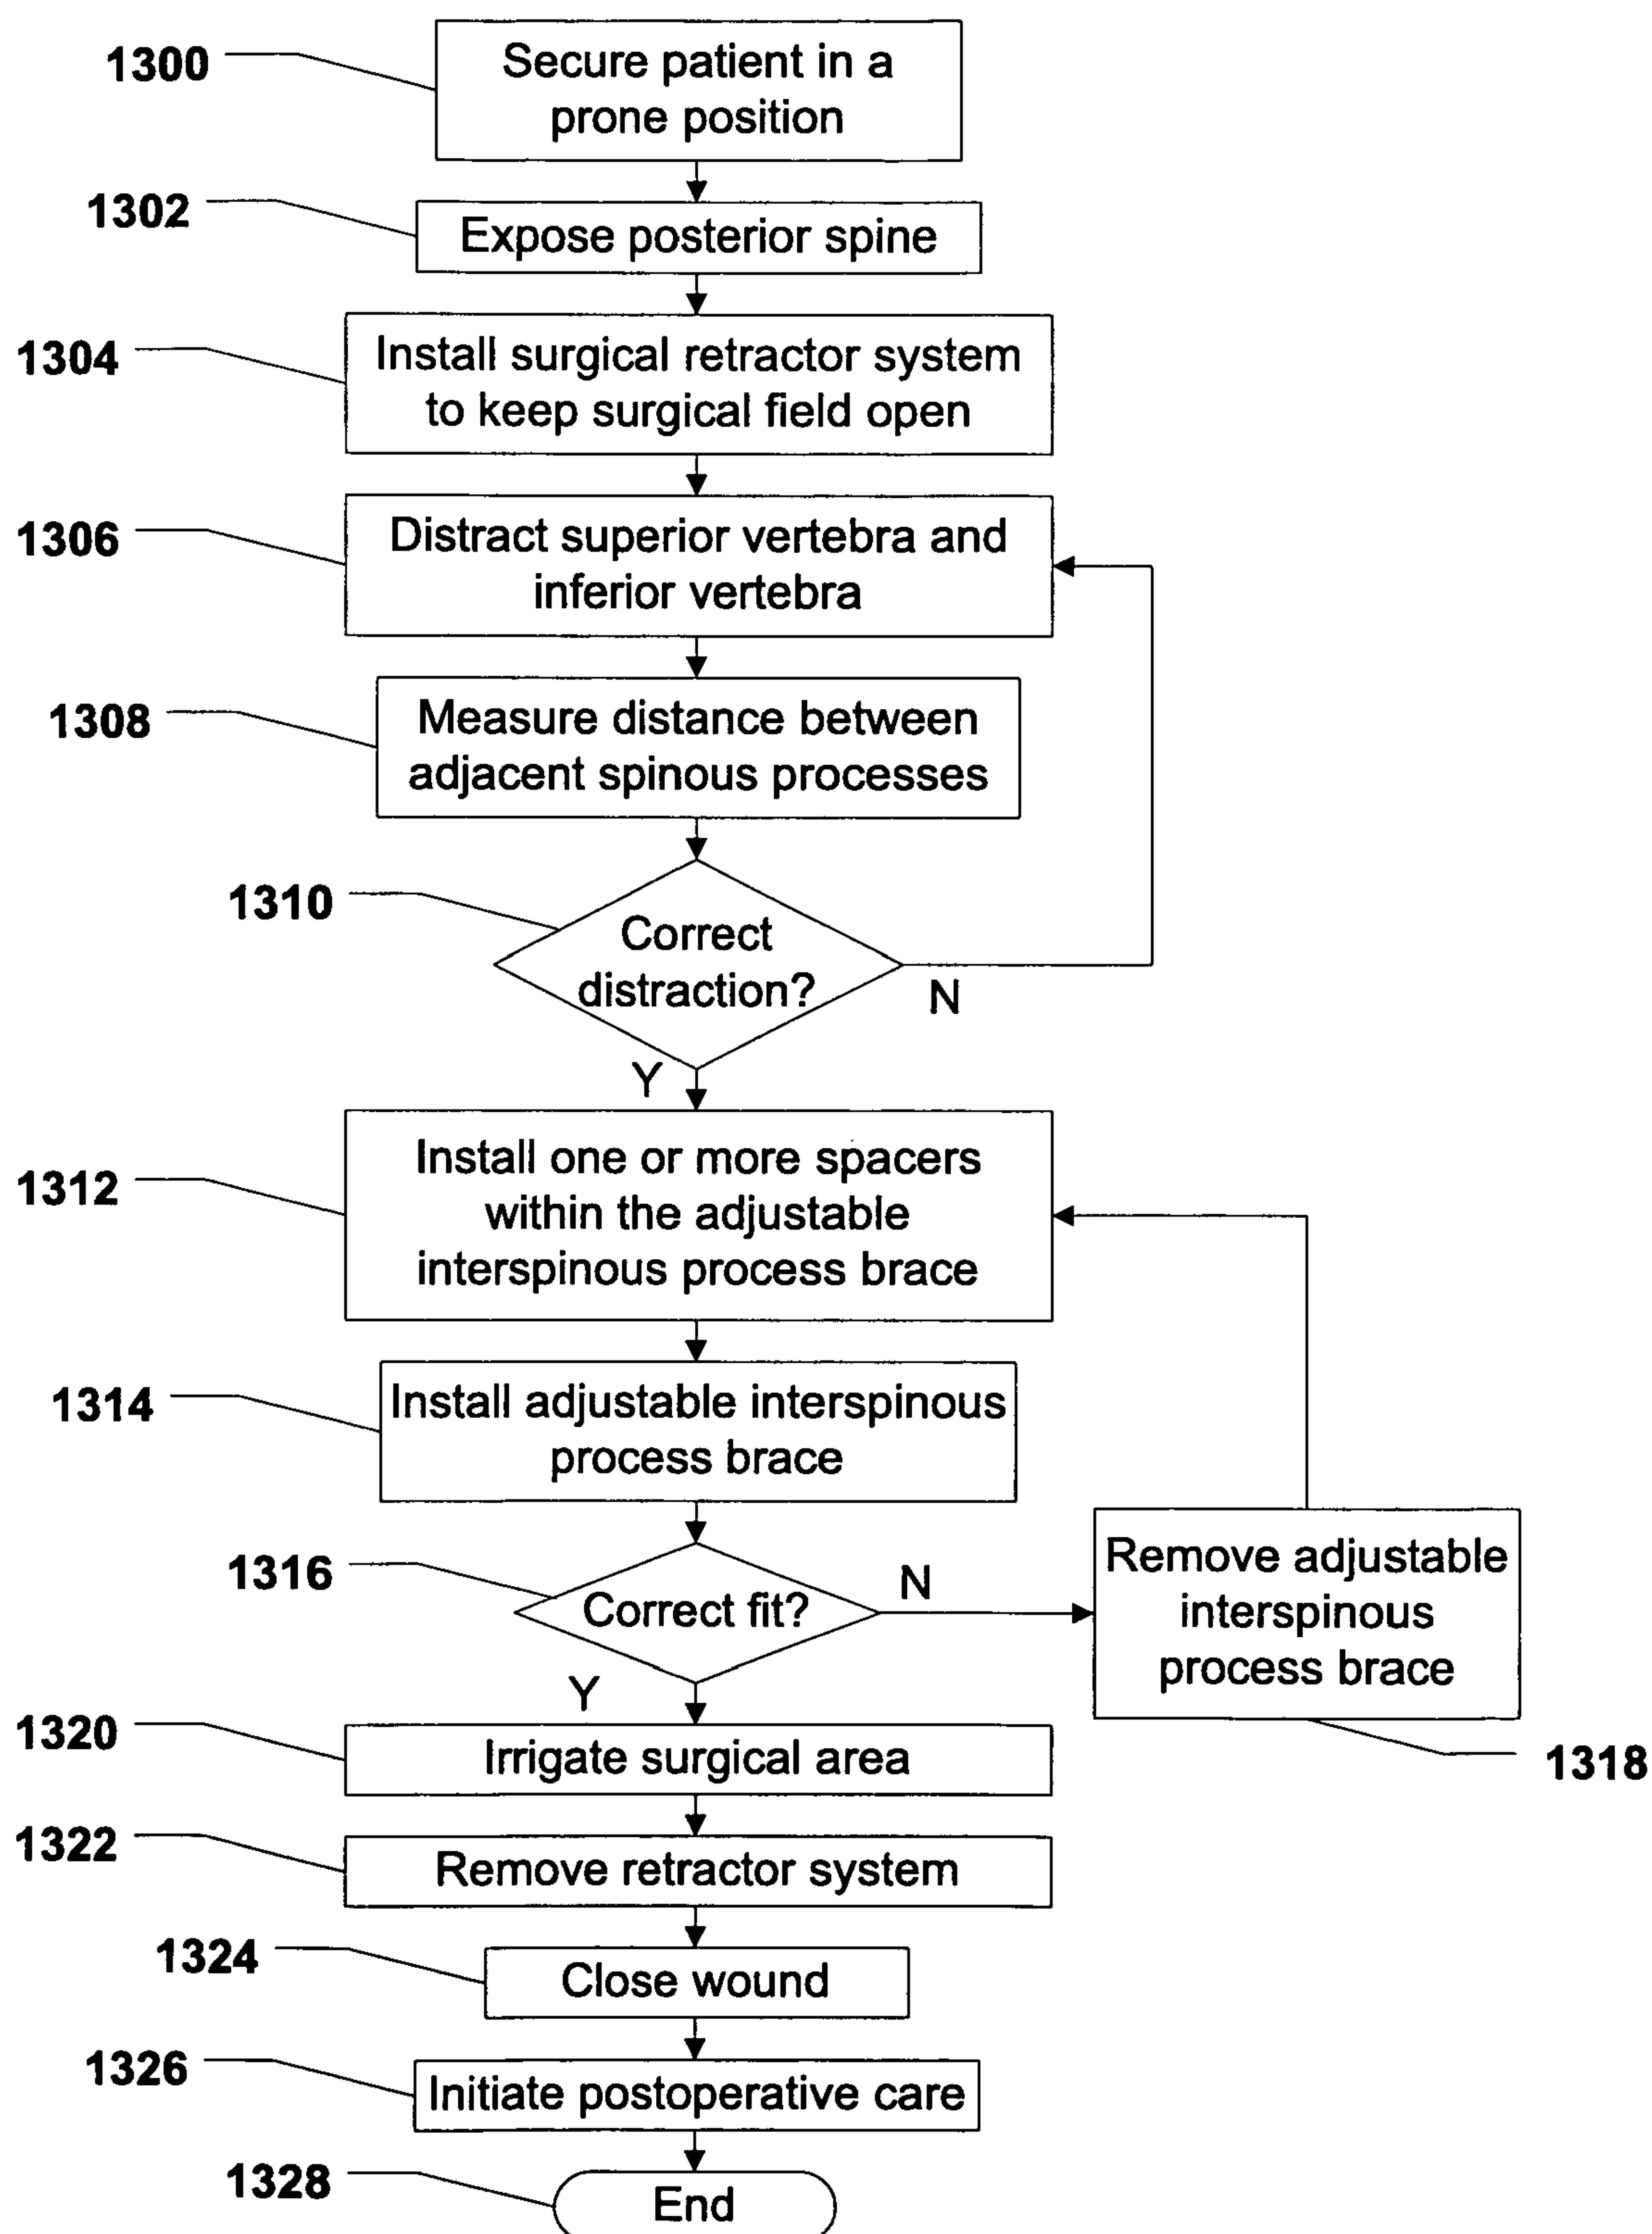 1300
Secure patient in a
prone position
1302
Expose posterior spine
1304
Install surgical retractor system
to keep surgical field open
1306
Distract superior vertebra and
inferior vertebra
1308
Measure distance between
adjacent spinous processes
1310
Correct
distraction?
N
Y
1312
Install one or more spacers
within the adjustable
interspinous process brace
1314
Install adjustable interspinous
process brace
1316
Correct fit?
N
Remove adjustable
interspinous
process brace
1318
Y
1320
Irrigate surgical area
1322
Remove retractor system
1324
Close wound
1326
Initiate postoperative care
1328
End